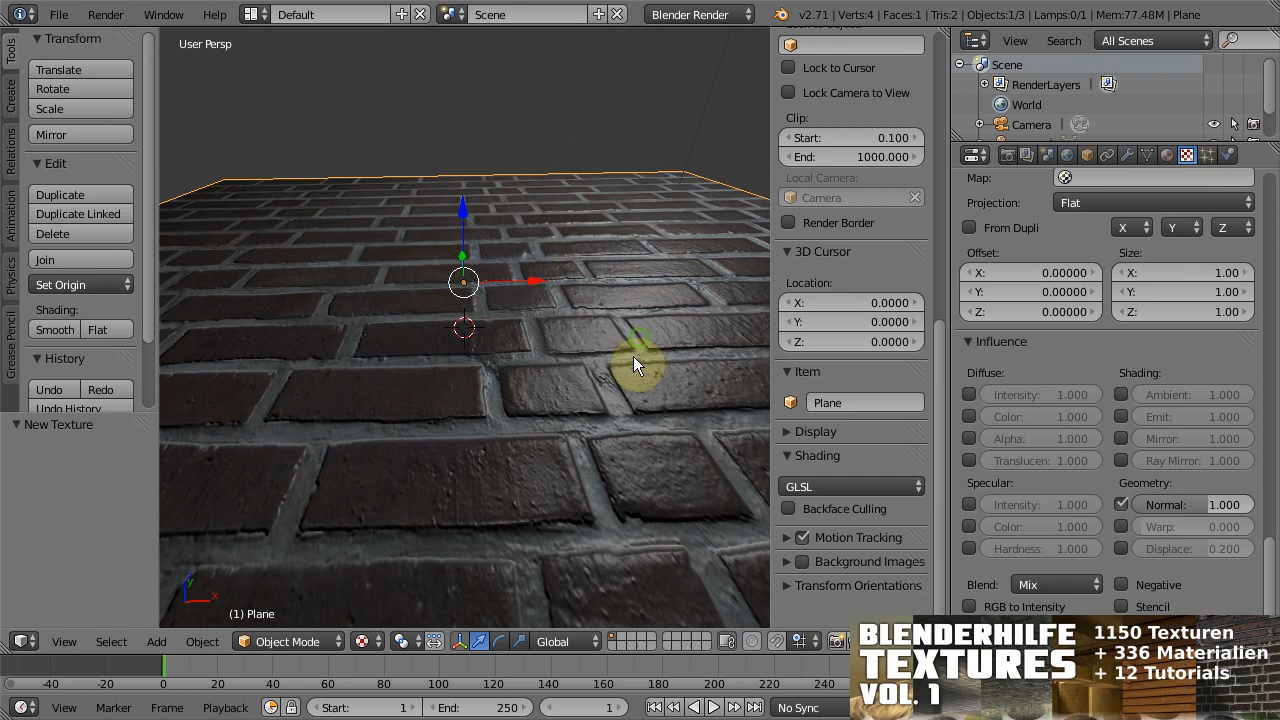 File Render Window Help Default Scene Blender Render v2.71 | Verts:4 | Faces:1 | Tris:2 | Objects:1/3 | Lamps:0/1 | Mem:77.48M | Plane
Tools
Create
Relations
Animation
Physics
Grease Pencil
Transform
Translate
Rotate
Scale
Mirror
Edit
Duplicate
Duplicate Linked
Delete
Join
Set Origin
Shading:
Smooth Flat
History
Undo Redo
Undo History
New Texture
User Persp
(1) Plane
y
x
Lock to Cursor
Lock Camera to View
Clip:
Start: 0.100
End: 1000.000
Local Camera:
Camera
Render Border
3D Cursor
Location:
X: 0.0000
Y: 0.0000
Z: 0.0000
Item
Plane
Display
Shading
GLSL
Backface Culling
Motion Tracking
Background Images
Transform Orientations
View Search All Scenes
Scene
RenderLayers
World
Camera
Map:
Projection: Flat
From Dupli X Y Z
Offset: Size:
X: 0.00000 X: 1.00
Y: 0.00000 Y: 1.00
Z: 0.00000 Z: 1.00
Influence
Diffuse: Shading:
Intensity: 1.000 Ambient: 1.000
Color: 1.000 Emit: 1.000
Alpha: 1.000 Mirror: 1.000
Translucen: 1.000 Ray Mirror: 1.000
Specular: Geometry:
Intensity: 1.000 Normal: 1.000
Color: 1.000 Warp: 0.000
Hardness: 1.000 Displace: 0.200
Blend: Mix Negative
RGB to Intensity Stencil
View Select Add Object Object Mode Global
-40 -20 0 20 40 60 80 100 120 140 160 180 200 220 240
View Marker Frame Playback Start: 1 End: 250 1 No Sync
BLENDERHILFE
TEXTURES
VOL. 1
1150 Texturen
+ 336 Materialien
+ 12 Tutorials